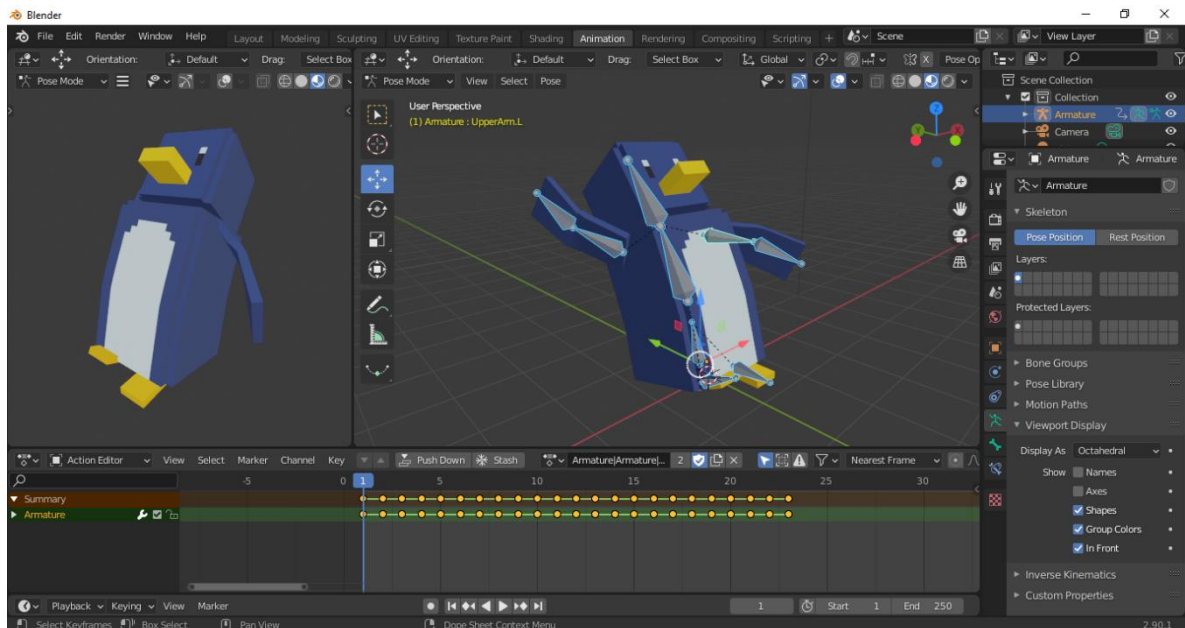 Blender
File Edit Render Window Help Layout Modeling Sculpting UV Editing Texture Paint Shading Animation Rendering Compositing Scripting + Scene View Layer
Orientation: Default Drag: Select Box
Orientation: Default Drag: Select Box Global Pose Op
Pose Mode
Pose Mode View Select Pose
User Perspective
(1) Armature : UpperArm.L
Z
X
Scene Collection
Collection
Armature
Camera
Armature Armature
Armature
Skeleton
Pose Position Rest Position
Layers:
Protected Layers:
Bone Groups
Pose Library
Motion Paths
Viewport Display
Display As Octahedral
Show Names
Axes
Shapes
Group Colors
In Front
Inverse Kinematics
Custom Properties
Action Editor View Select Marker Channel Key Push Down Stash Armature|Armature|... 2 Nearest Frame
-5 0 1 5 10 15 20 25 30
Summary
Armature
Playback Keying View Marker 1 Start 1 End 250
Select Keyframes Box Select Pan View Dope Sheet Context Menu 2.90.1